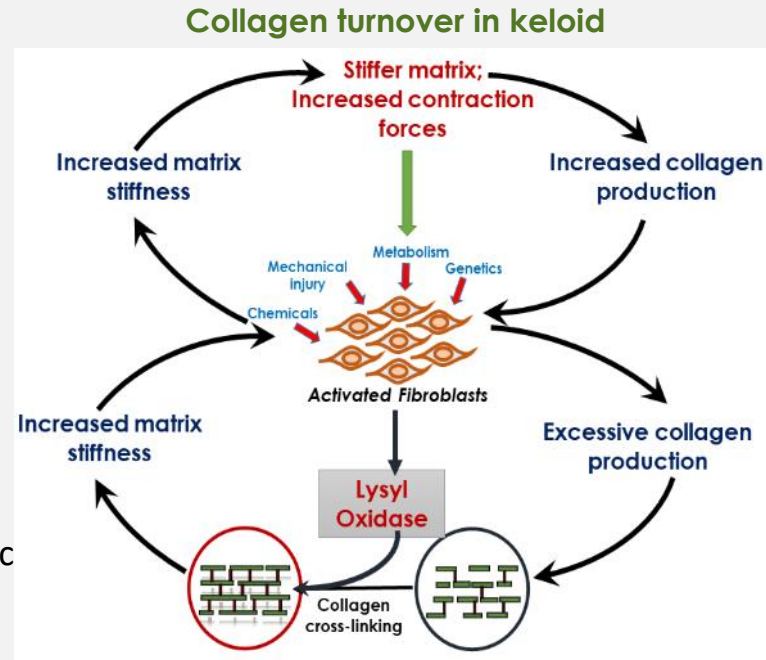 Collagen turnover in keloid
Stiffer matrix;
Increased contraction
forces
Increased matrix
stiffness
Increased collagen
production
Metabolism
Mechanical
injury
Genetics
Chemicals
Activated Fibroblasts
Increased matrix
stiffness
Excessive collagen
production
Lysyl
Oxidase
c
Collagen
cross-linking